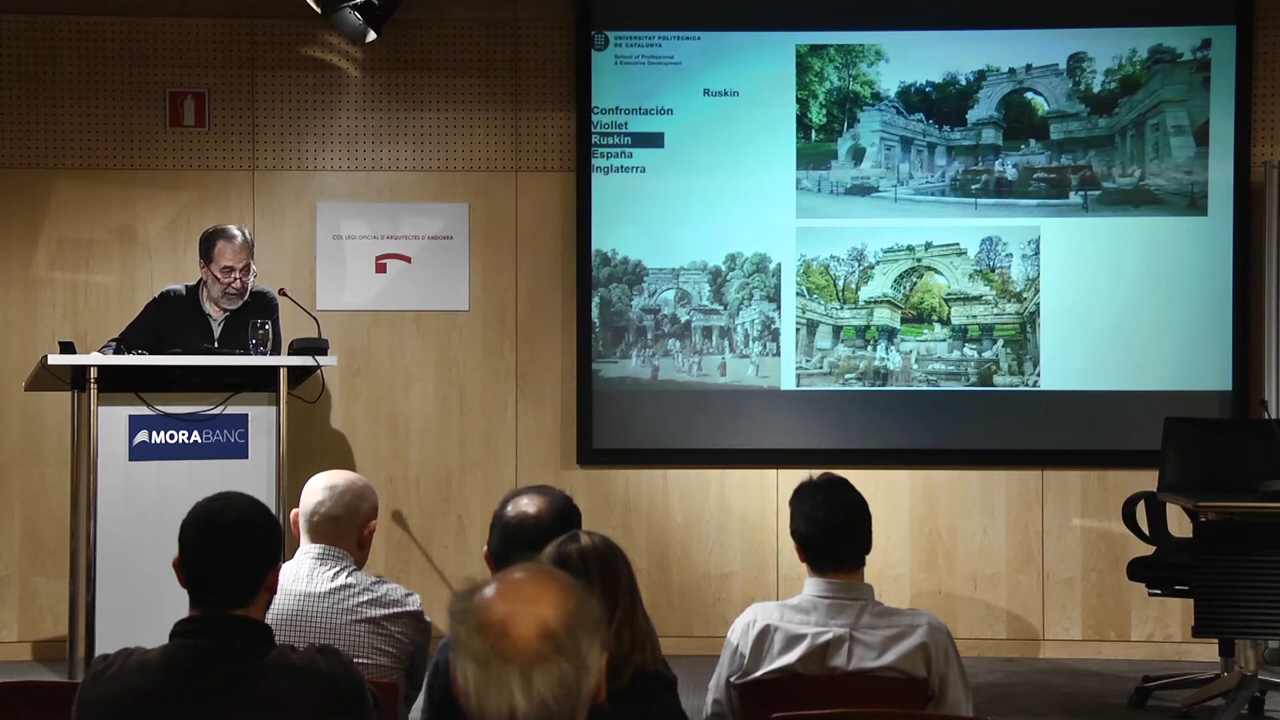 UNIVERSITAT POLITÈCNICA
DE CATALUNYA
School of Professional
& Executive Development
Ruskin
Confrontación
Viollet
Ruskin
España
Inglaterra
COL·LEGI OFICIAL D'ARQUITECTES D'ANDORRA
MORABANC